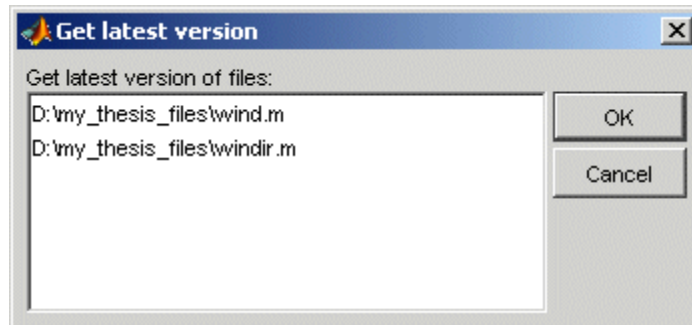 Get latest version
Get latest version of files:
D:\my_thesis_files\wind.m
D:\my_thesis_files\windir.m
OK
Cancel